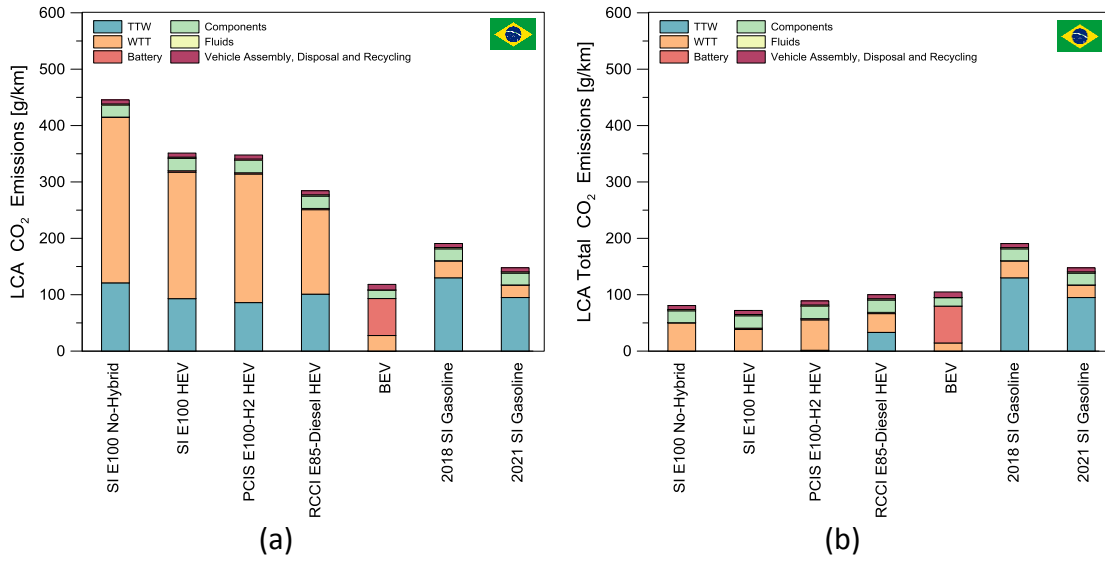 LCA CO₂ Emissions [g/km]
600
500
400
300
200
100
0
TTW
WTT
Battery
Components
Fluids
Vehicle Assembly, Disposal and Recycling
SI E100 No-Hybrid
SI E100 HEV
PCIS E100-H2 HEV
RCCI E85-Diesel HEV
BEV
2018 SI Gasoline
2021 SI Gasoline
(a)
LCA Total CO₂ Emissions [g/km]
600
500
400
300
200
100
0
TTW
WTT
Battery
Components
Fluids
Vehicle Assembly, Disposal and Recycling
SI E100 No-Hybrid
SI E100 HEV
PCIS E100-H2 HEV
RCCI E85-Diesel HEV
BEV
2018 SI Gasoline
2021 SI Gasoline
(b)